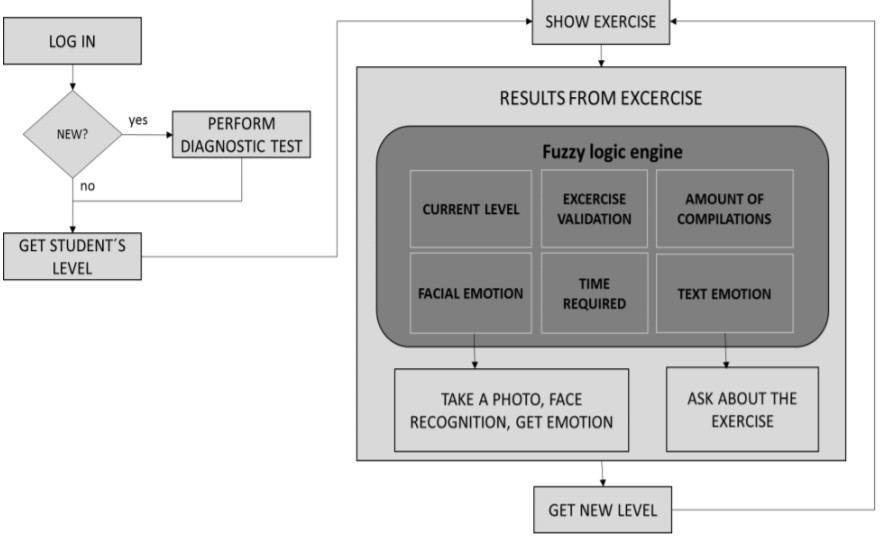 LOG IN
NEW?
yes
no
PERFORM
DIAGNOSTIC TEST
GET STUDENT´S
LEVEL
SHOW EXERCISE
RESULTS FROM EXCERCISE
Fuzzy logic engine
CURRENT LEVEL
EXCERCISE
VALIDATION
AMOUNT OF
COMPILATIONS
FACIAL EMOTION
TIME
REQUIRED
TEXT EMOTION
TAKE A PHOTO, FACE
RECOGNITION, GET EMOTION
ASK ABOUT THE
EXERCISE
GET NEW LEVEL